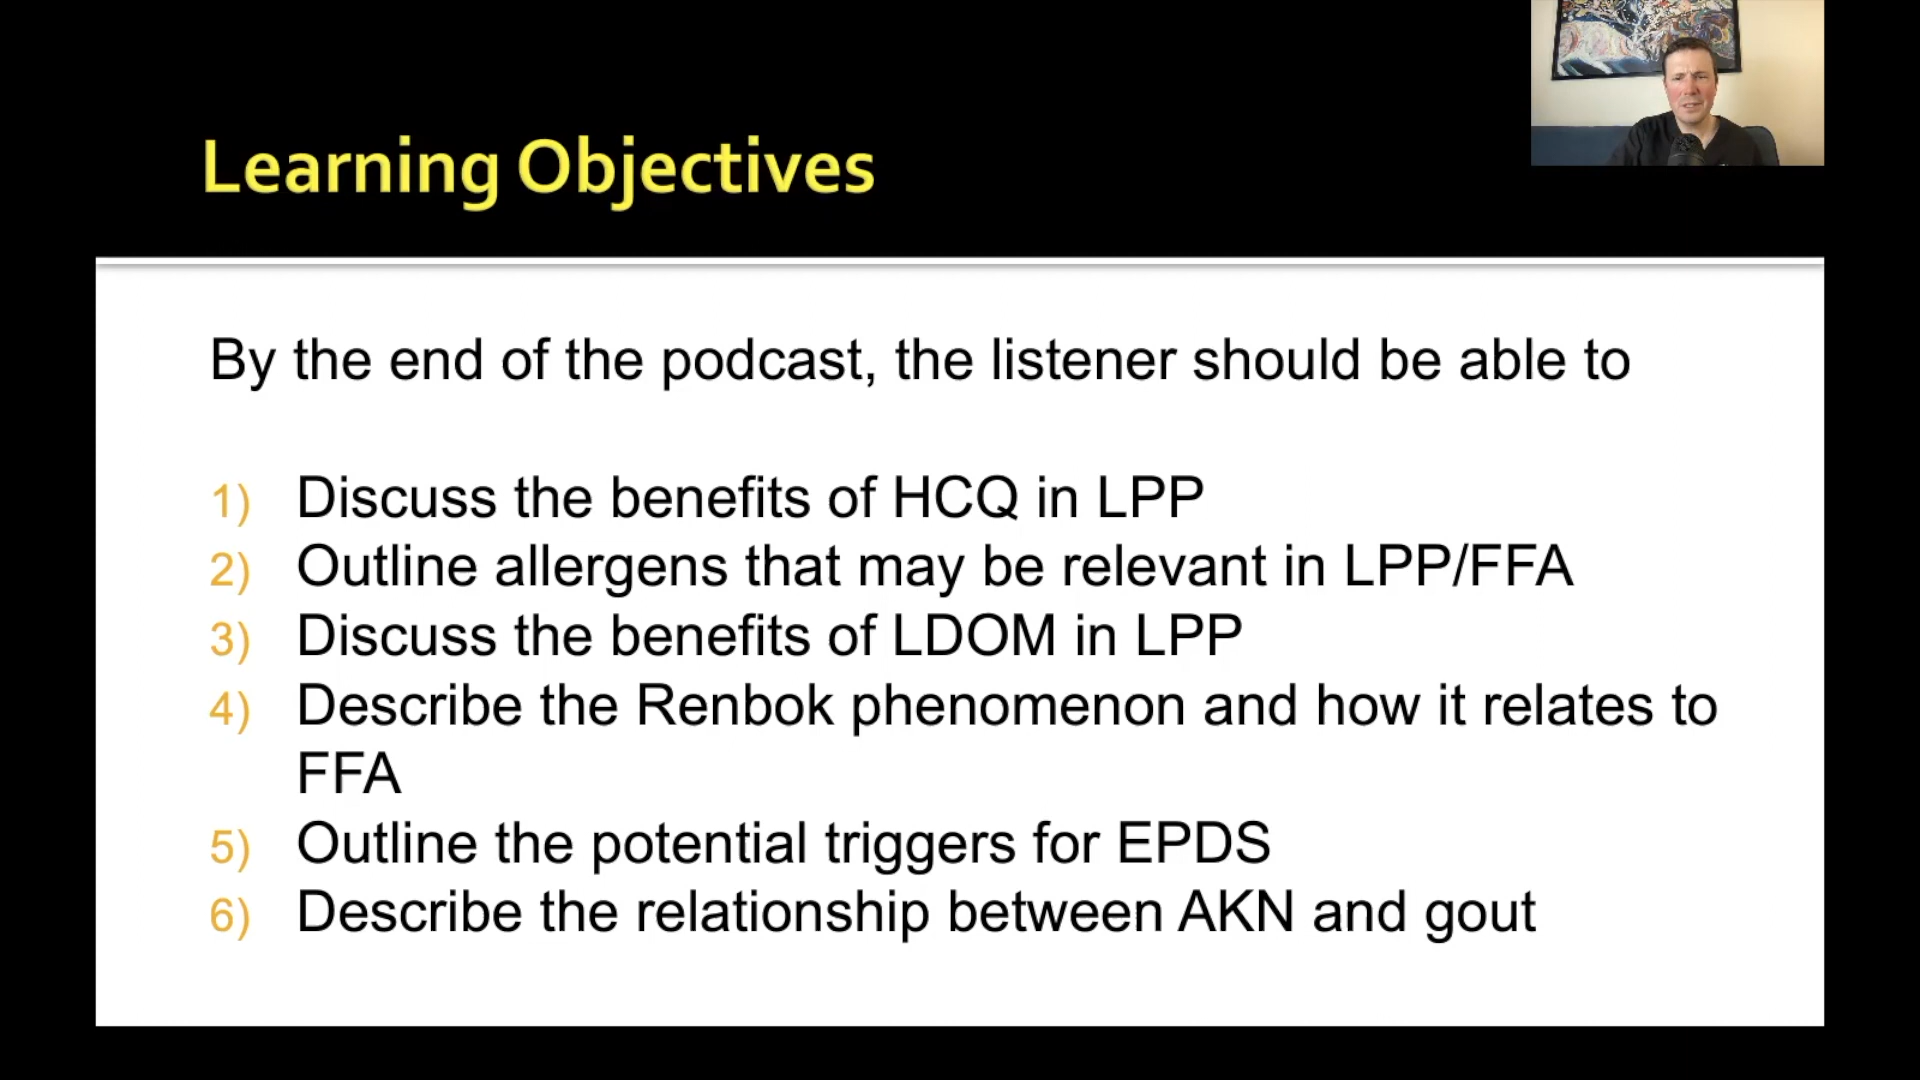 Learning Objectives
By the end of the podcast, the listener should be able to
1) Discuss the benefits of HCQ in LPP
2) Outline allergens that may be relevant in LPP/FFA
3) Discuss the benefits of LDOM in LPP
4) Describe the Renbok phenomenon and how it relates to
FFA
5) Outline the potential triggers for EPDS
6) Describe the relationship between AKN and gout